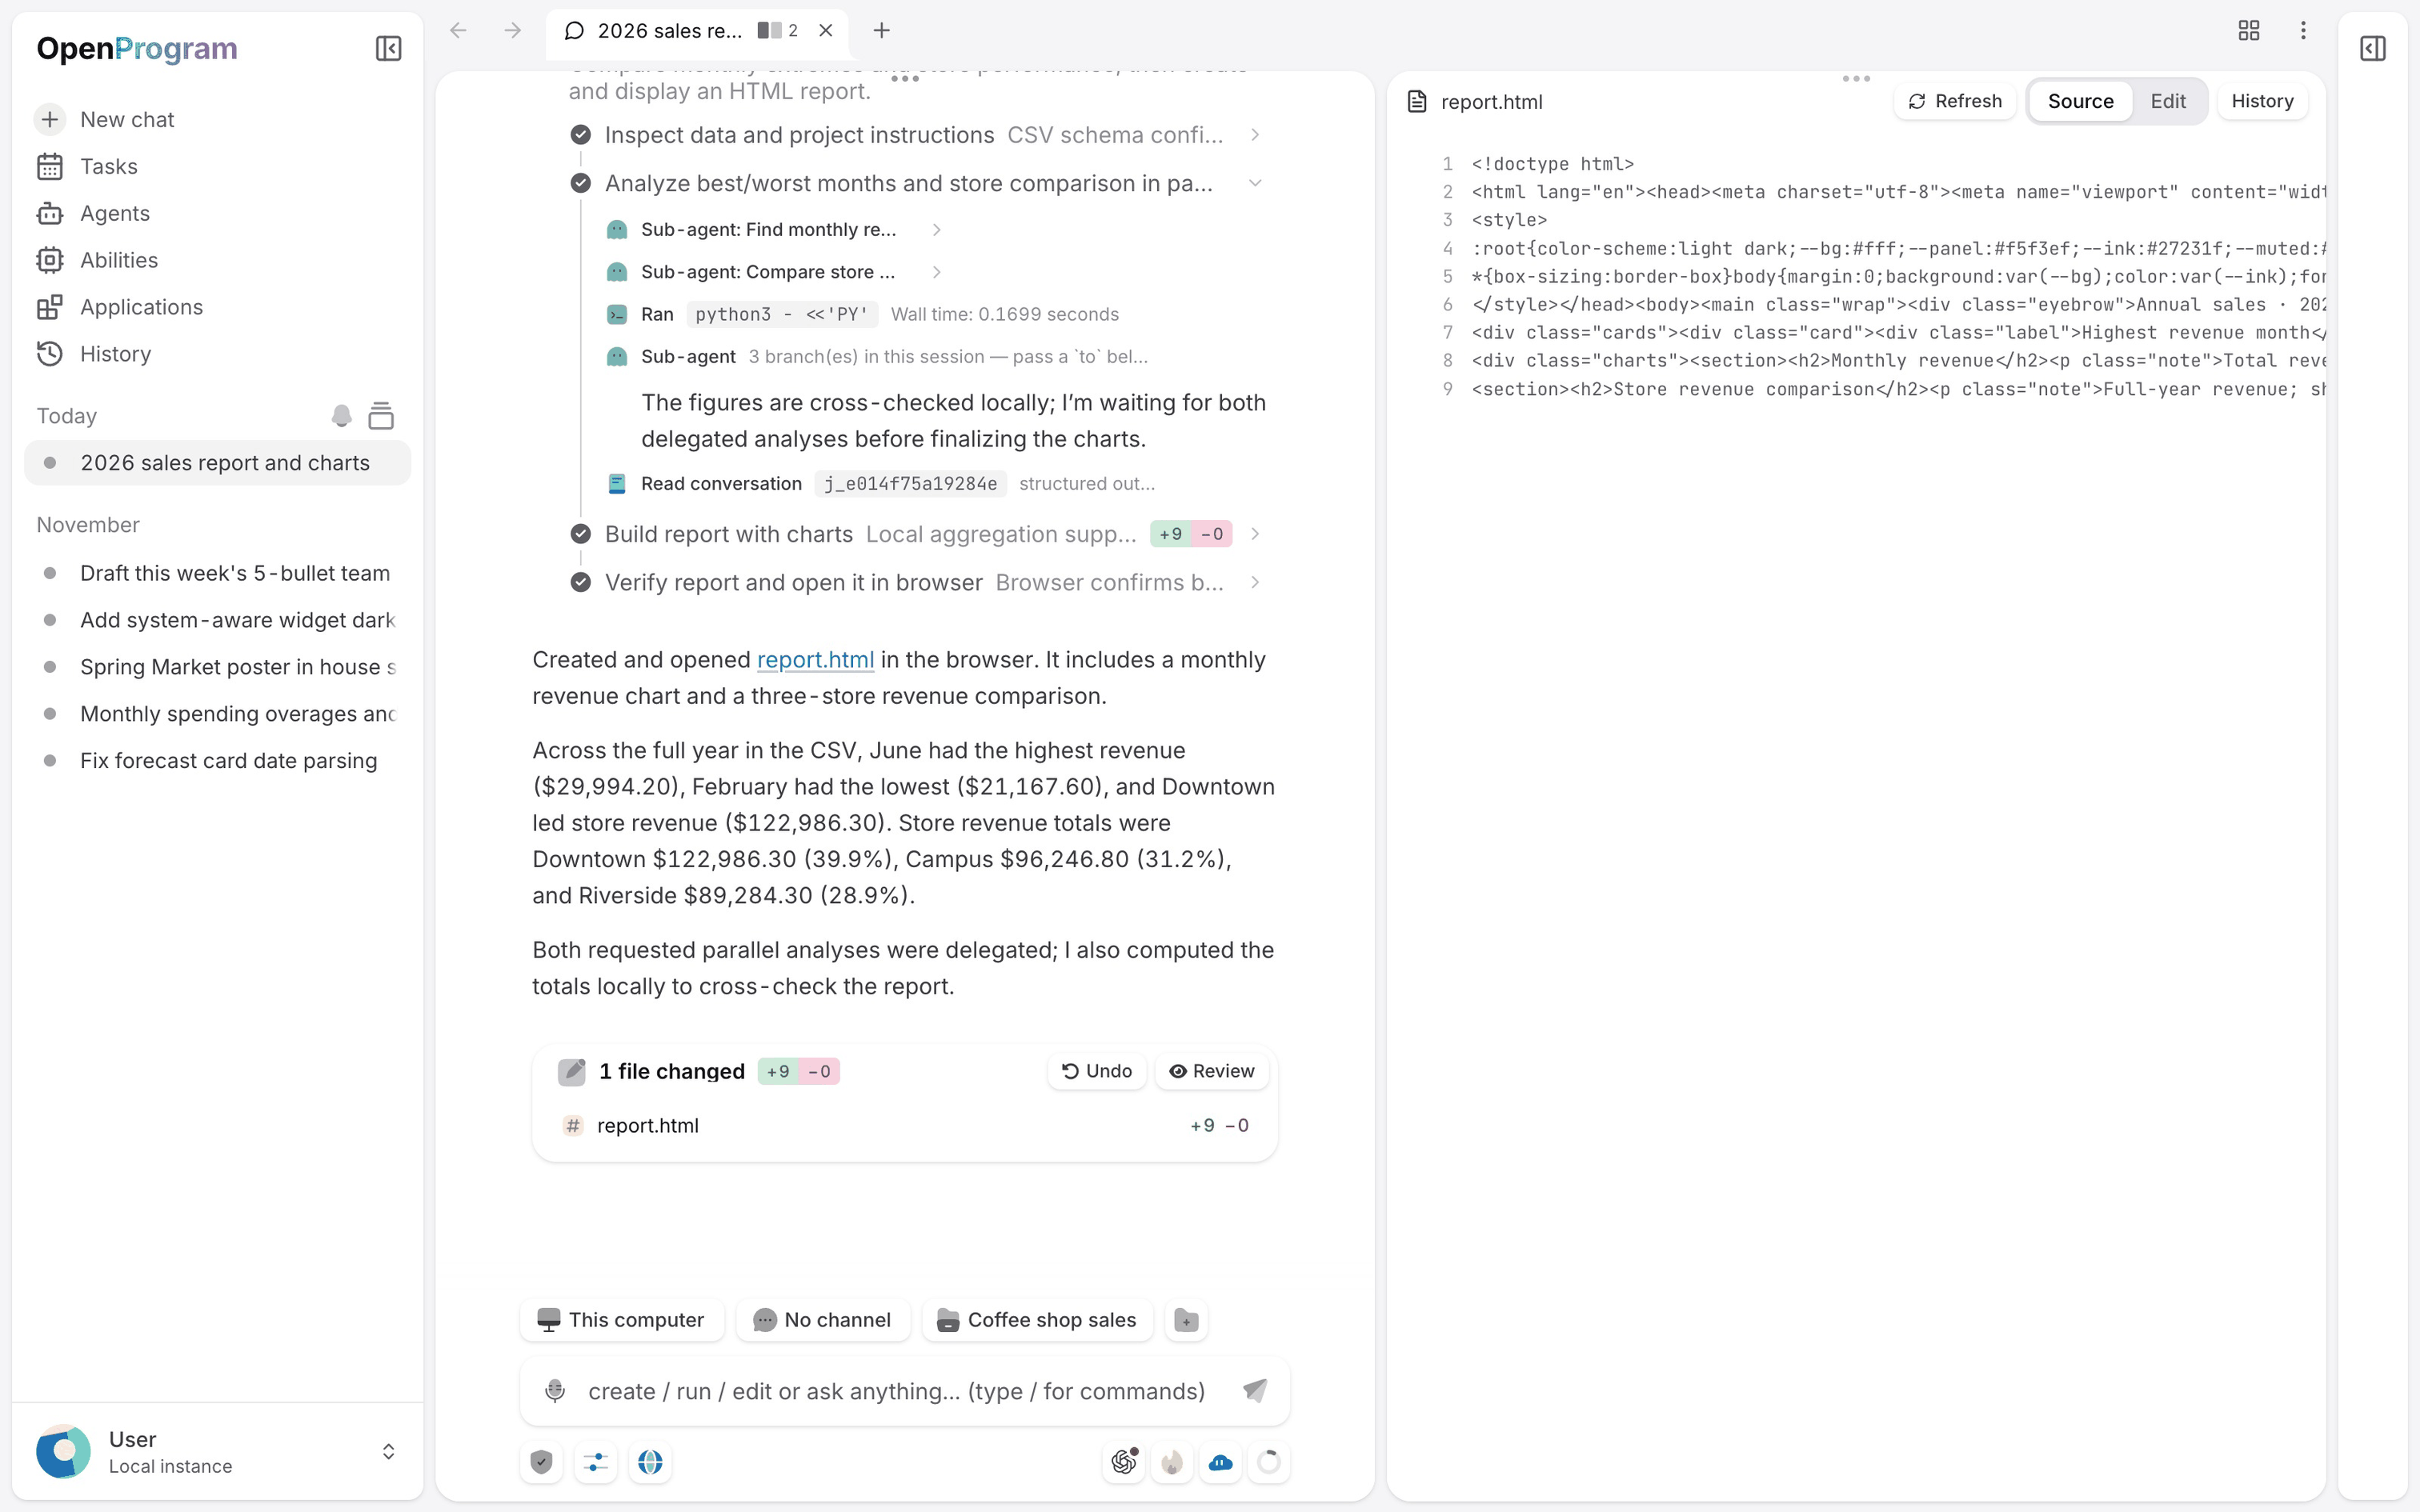 OpenProgram
New chat
Tasks
Agents
Abilities
Applications
History
Today
2026 sales report and charts
November
Draft this week's 5-bullet team
Add system-aware widget dark
Spring Market poster in house s
Monthly spending overages and
Fix forecast card date parsing
User
Local instance
2026 sales re... 2
and display an HTML report.
Inspect data and project instructions CSV schema confi...
Analyze best/worst months and store comparison in pa...
Sub-agent: Find monthly re...
Sub-agent: Compare store ...
Ran python3 - <<'PY' Wall time: 0.1699 seconds
Sub-agent 3 branch(es) in this session — pass a `to` bel...
The figures are cross-checked locally; I'm waiting for both
delegated analyses before finalizing the charts.
Read conversation j_e014f75a19284e structured out...
Build report with charts Local aggregation supp... +9 -0
Verify report and open it in browser Browser confirms b...
Created and opened report.html in the browser. It includes a monthly
revenue chart and a three-store revenue comparison.
Across the full year in the CSV, June had the highest revenue
($29,994.20), February had the lowest ($21,167.60), and Downtown
led store revenue ($122,986.30). Store revenue totals were
Downtown $122,986.30 (39.9%), Campus $96,246.80 (31.2%),
and Riverside $89,284.30 (28.9%).
Both requested parallel analyses were delegated; I also computed the
totals locally to cross-check the report.
1 file changed +9 -0 Undo Review
report.html +9 -0
This computer No channel Coffee shop sales
create / run / edit or ask anything... (type / for commands)
report.html Refresh Source Edit History
1 <!doctype html>
2 <html lang="en"><head><meta charset="utf-8"><meta name="viewport" content="widt
3 <style>
4 :root{color-scheme:light dark;--bg:#fff;--panel:#f5f3ef;--ink:#27231f;--muted:#
5 *{box-sizing:border-box}body{margin:0;background:var(--bg);color:var(--ink);for
6 </style></head><body><main class="wrap"><div class="eyebrow">Annual sales · 202
7 <div class="cards"><div class="card"><div class="label">Highest revenue month</
8 <div class="charts"><section><h2>Monthly revenue</h2><p class="note">Total reve
9 <section><h2>Store revenue comparison</h2><p class="note">Full-year revenue; sh